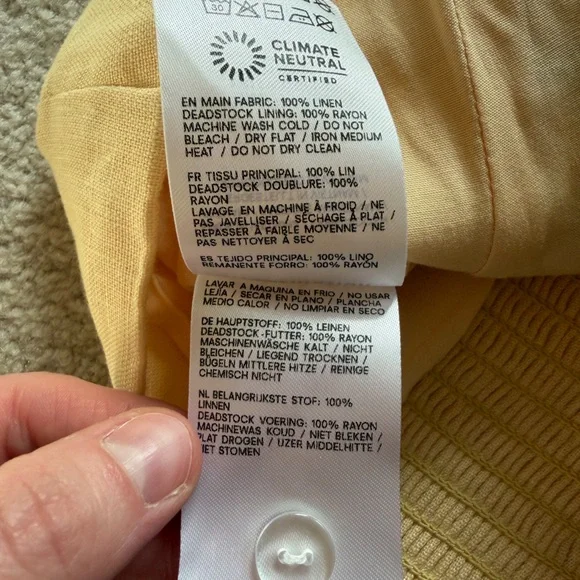 30
CLIMATE
NEUTRAL
CERTIFIED
EN MAIN FABRIC: 100% LINEN
DEADSTOCK LINING: 100% RAYON
MACHINE WASH COLD / DO NOT
BLEACH / DRY FLAT / IRON MEDIUM
HEAT / DO NOT DRY CLEAN
FR TISSU PRINCIPAL: 100% LIN
DEADSTOCK DOUBLURE: 100%
RAYON
LAVAGE EN MACHINE À FROID / NE
PAS JAVELLISER / SÉCHAGE À PLAT /
REPASSER À FAIBLE MOYENNE / NE
PAS NETTOYER À SEC
ES TEJIDO PRINCIPAL: 100% LINO
REMANENTE FORRO: 100% RAYÓN
LAVAR A MAQUINA EN FRIO / NO USAR
LEJÍA / SECAR EN PLANO / PLANCHA
MEDIO CALOR / NO LIMPIAR EN SECO
DE HAUPTSTOFF: 100% LEINEN
DEADSTOCK-FUTTER: 100% RAYON
MASCHINENWÄSCHE KALT / NICHT
BLEICHEN / LIEGEND TROCKNEN /
BÜGELN MITTLERE HITZE / REINIGE
CHEMISCH NICHT
NL BELANGRIJKSTE STOF: 100%
LINNEN
DEADSTOCK VOERING: 100% RAYON
MACHINEWAS KOUD / NIET BLEKEN /
PLAT DROGEN / IJZER MIDDELHITTE /
NIET STOMEN